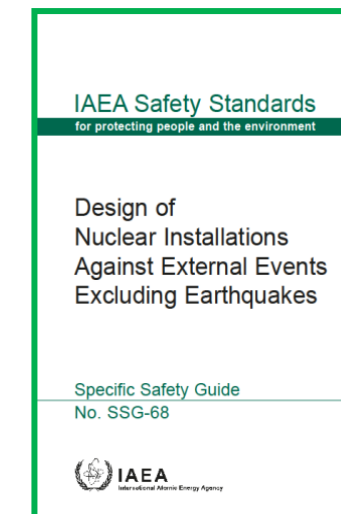 IAEA Safety Standards
for protecting people and the environment
Design of
Nuclear Installations
Against External Events
Excluding Earthquakes
Specific Safety Guide
No. SSG-68
IAEA
International Atomic Energy Agency